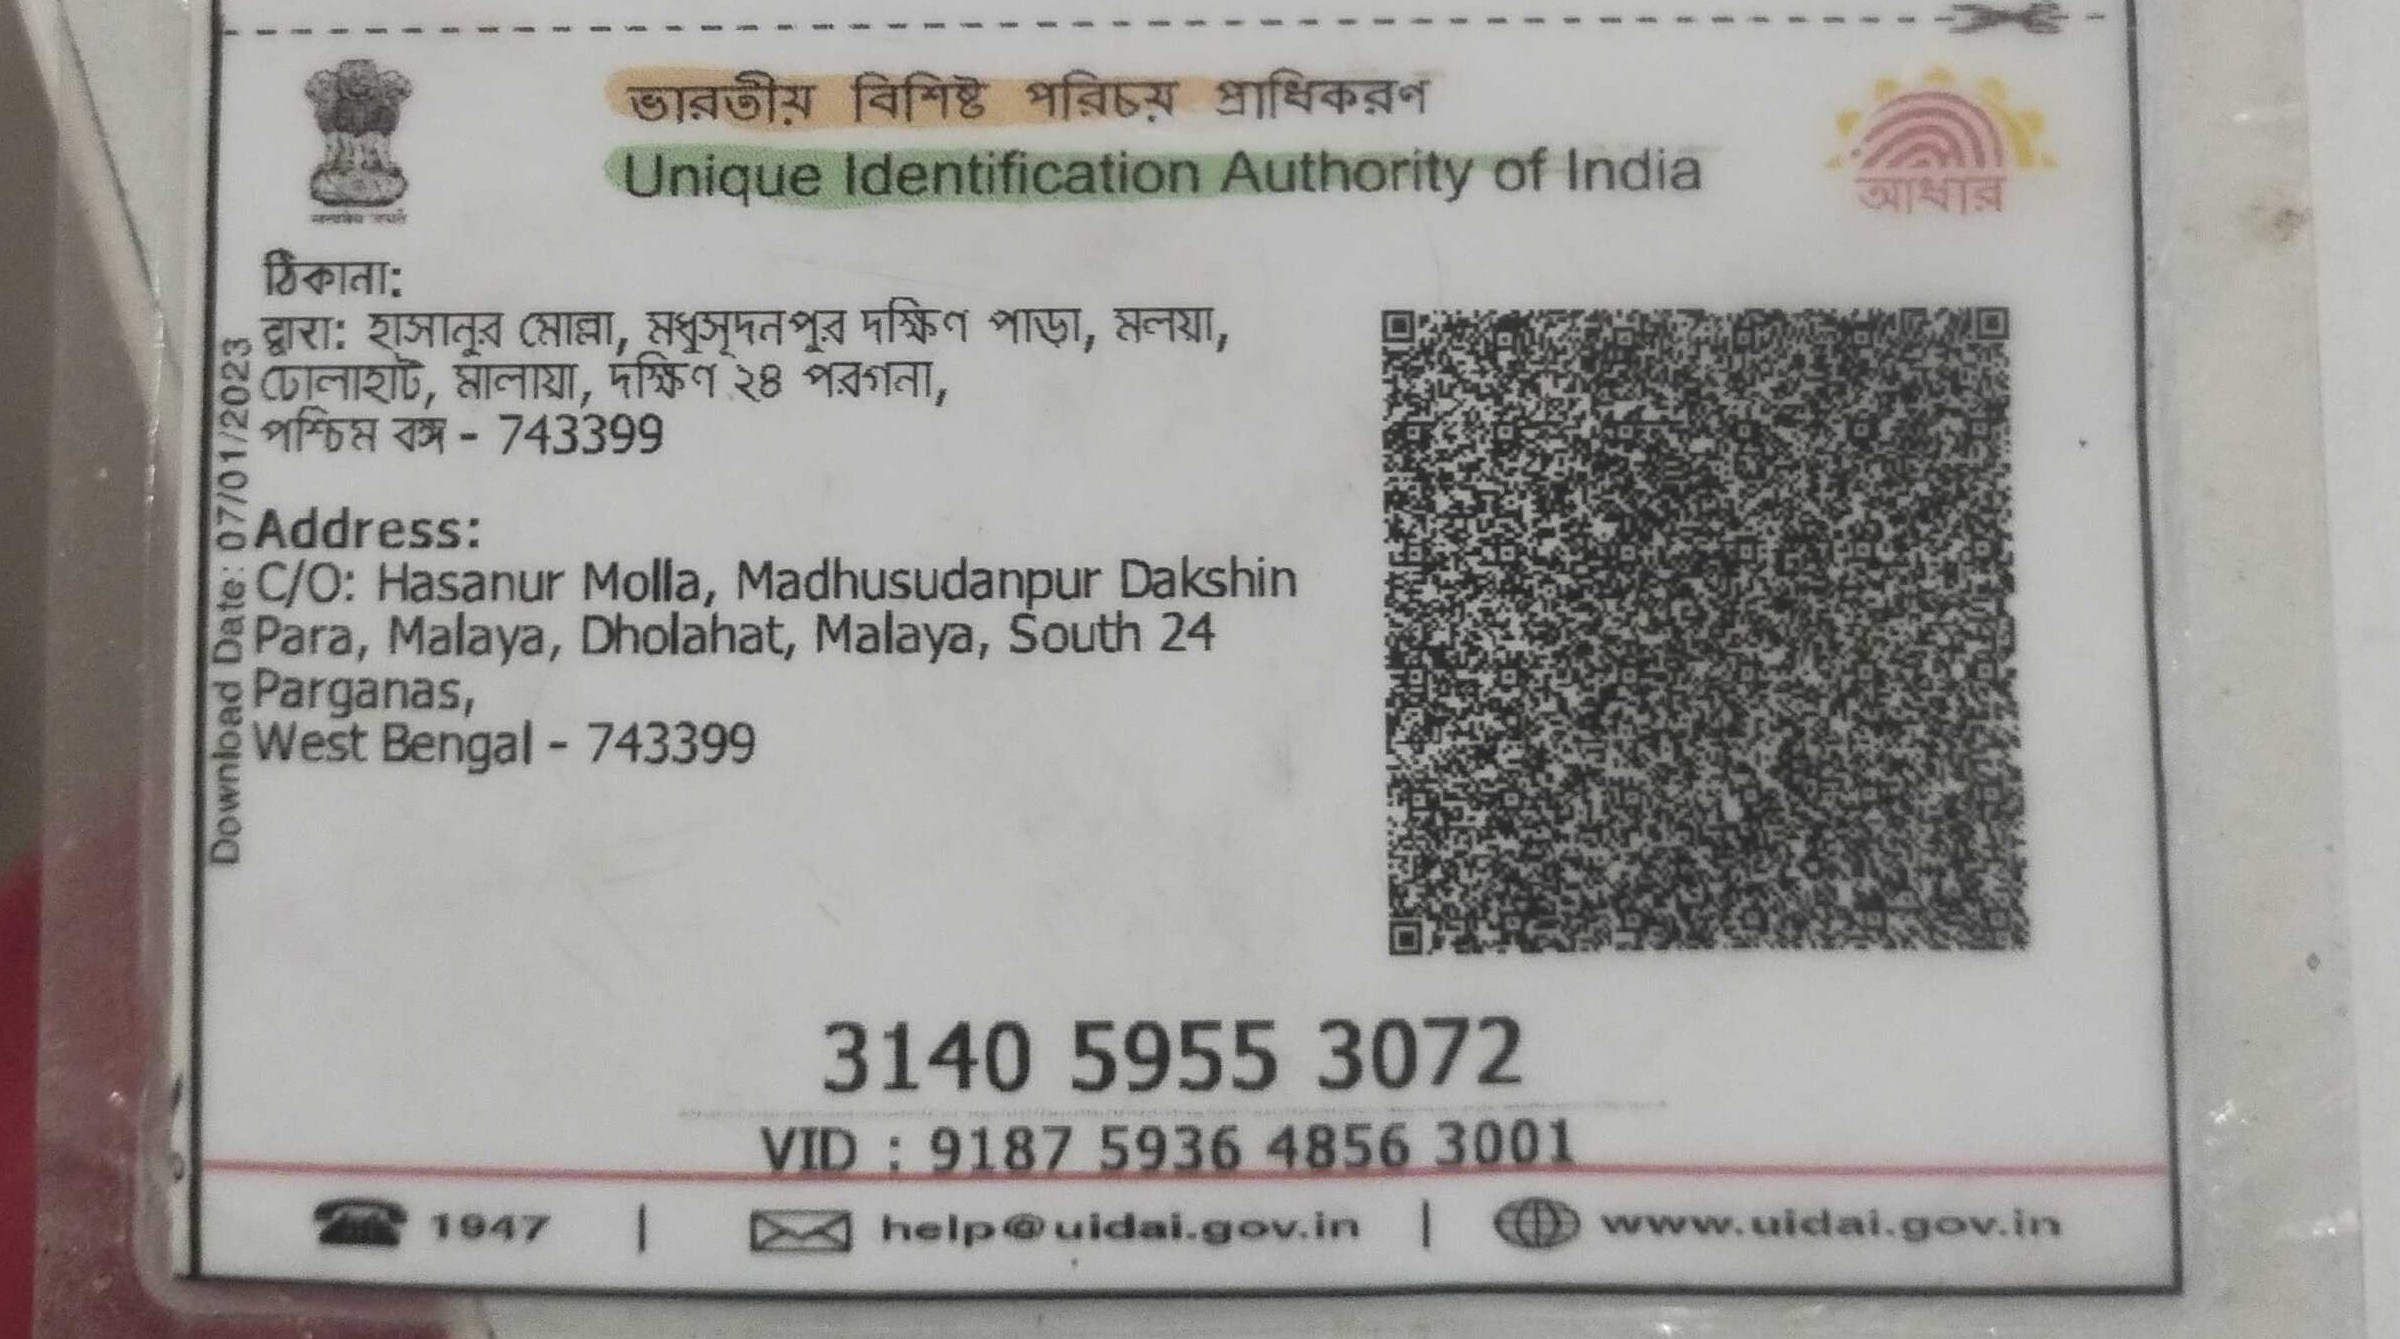 ভারতীয় বিশিষ্ট পরিচয় প্রাধিকরণ
Unique Identification Authority of India
আধার
ঠিকানা:
দ্বারা: হাসানুর মোল্লা, মধুসূদনপুর দক্ষিণ পাড়া, মলয়া,
ঢোলাহাট, মালায়া, দক্ষিণ ২৪ পরগনা,
পশ্চিম বঙ্গ - 743399
Address:
C/O: Hasanur Molla, Madhusudanpur Dakshin
Para, Malaya, Dholahat, Malaya, South 24
Parganas,
West Bengal - 743399
Download Date: 07/01/2023
3140 5955 3072
VID : 9187 5936 4856 3001
1947 | help@uidai.gov.in | www.uidai.gov.in